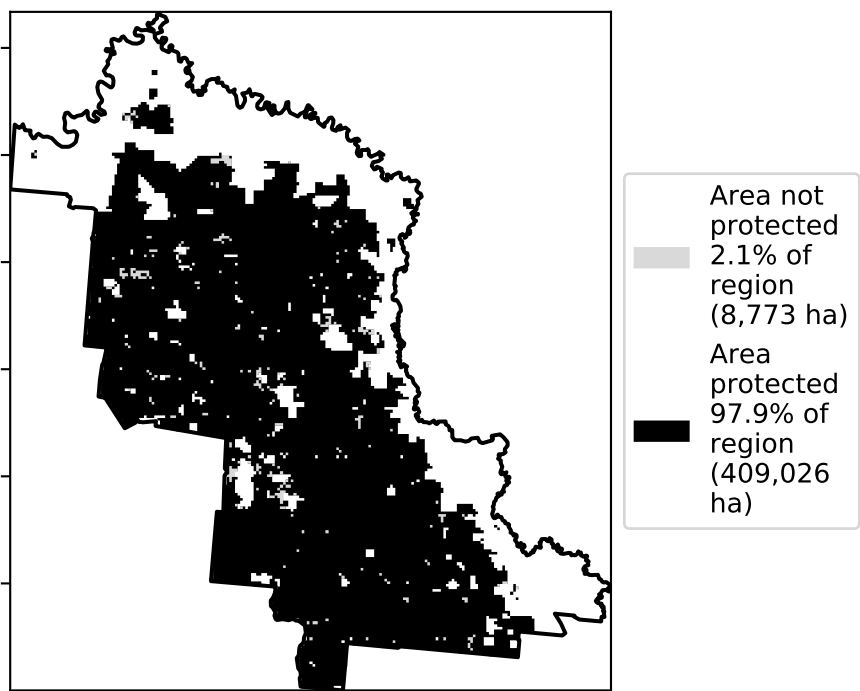 Area not
protected
2.1% of
region
(8,773 ha)
Area
protected
97.9% of
region
(409,026
ha)